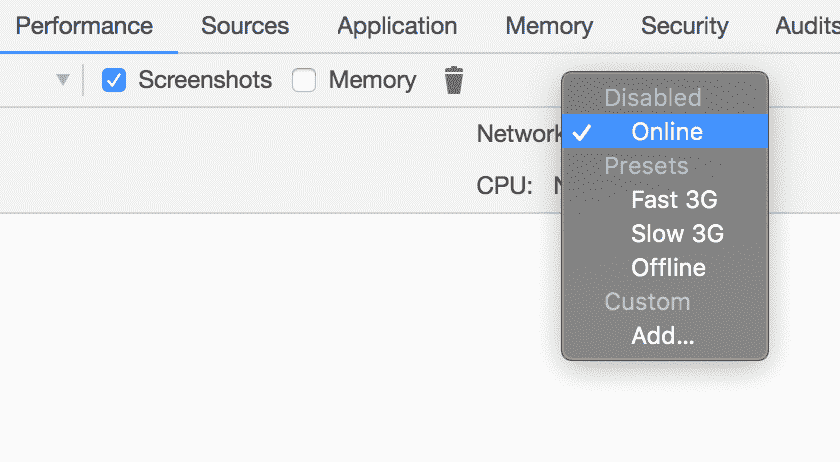 Performance Sources Application Memory Security Audits
Screenshots Memory
Disabled
Network Online
Presets
CPU: Fast 3G
Slow 3G
Offline
Custom
Add...